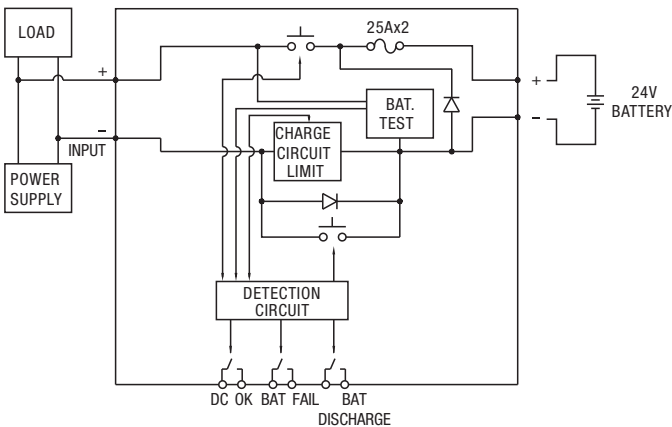 LOAD
25Ax2
+
+
24V
BATTERY
BAT.
TEST
−
−
INPUT
CHARGE
CIRCUIT
LIMIT
POWER
SUPPLY
DETECTION
CIRCUIT
DC OK
BAT FAIL
BAT
DISCHARGE